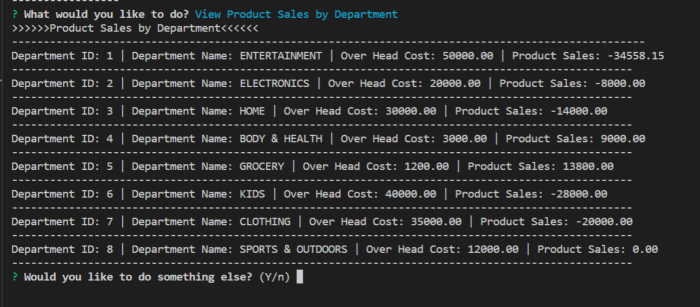 -----------------
? What would you like to do? View Product Sales by Department
>>>>>>Product Sales by Department<<<<<<
----------------------------------------------------------------------------------------------------
Department ID: 1 | Department Name: ENTERTAINMENT | Over Head Cost: 50000.00 | Product Sales: -34558.15
--------------------------------------------------------------------------------------------------
Department ID: 2 | Department Name: ELECTRONICS | Over Head Cost: 20000.00 | Product Sales: -8000.00
--------------------------------------------------------------------------------------------------
Department ID: 3 | Department Name: HOME | Over Head Cost: 30000.00 | Product Sales: -14000.00
--------------------------------------------------------------------------------------------------
Department ID: 4 | Department Name: BODY & HEALTH | Over Head Cost: 3000.00 | Product Sales: 9000.00
--------------------------------------------------------------------------------------------------
Department ID: 5 | Department Name: GROCERY | Over Head Cost: 1200.00 | Product Sales: 13800.00
--------------------------------------------------------------------------------------------------
Department ID: 6 | Department Name: KIDS | Over Head Cost: 40000.00 | Product Sales: -28000.00
--------------------------------------------------------------------------------------------------
Department ID: 7 | Department Name: CLOTHING | Over Head Cost: 35000.00 | Product Sales: -20000.00
--------------------------------------------------------------------------------------------------
Department ID: 8 | Department Name: SPORTS & OUTDOORS | Over Head Cost: 12000.00 | Product Sales: 0.00
--------------------------------------------------------------------------------------------------
? Would you like to do something else? (Y/n)